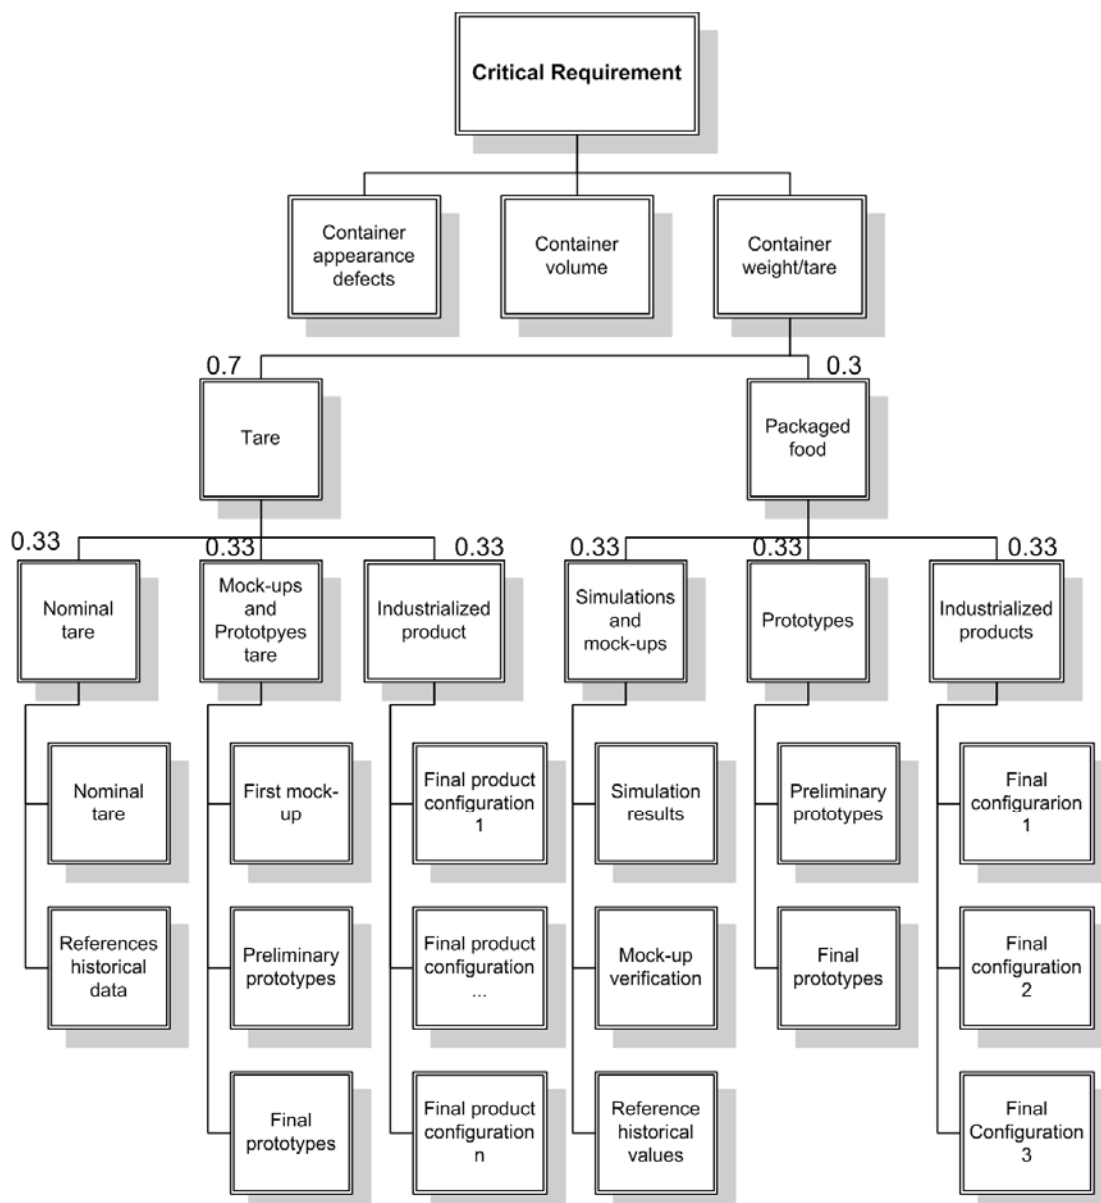 Critical Requirement
Container
appearance
defects
Container
volume
Container
weight/tare
0.7
0.3
Tare
Packaged
food
0.33
0.33
0.33
0.33
0.33
0.33
Nominal
tare
Mock-ups
and
Prototpyes
tare
Industrialized
product
Simulations
and
mock-ups
Prototypes
Industrialized
products
Nominal
tare
First mock-
up
Final product
configuration
1
Simulation
results
Preliminary
prototypes
Final
configurarion
1
References
historical
data
Preliminary
prototypes
Final product
configuration
...
Mock-up
verification
Final
prototypes
Final
configuration
2
Final
prototypes
Final product
configuration
n
Reference
historical
values
Final
Configuration
3